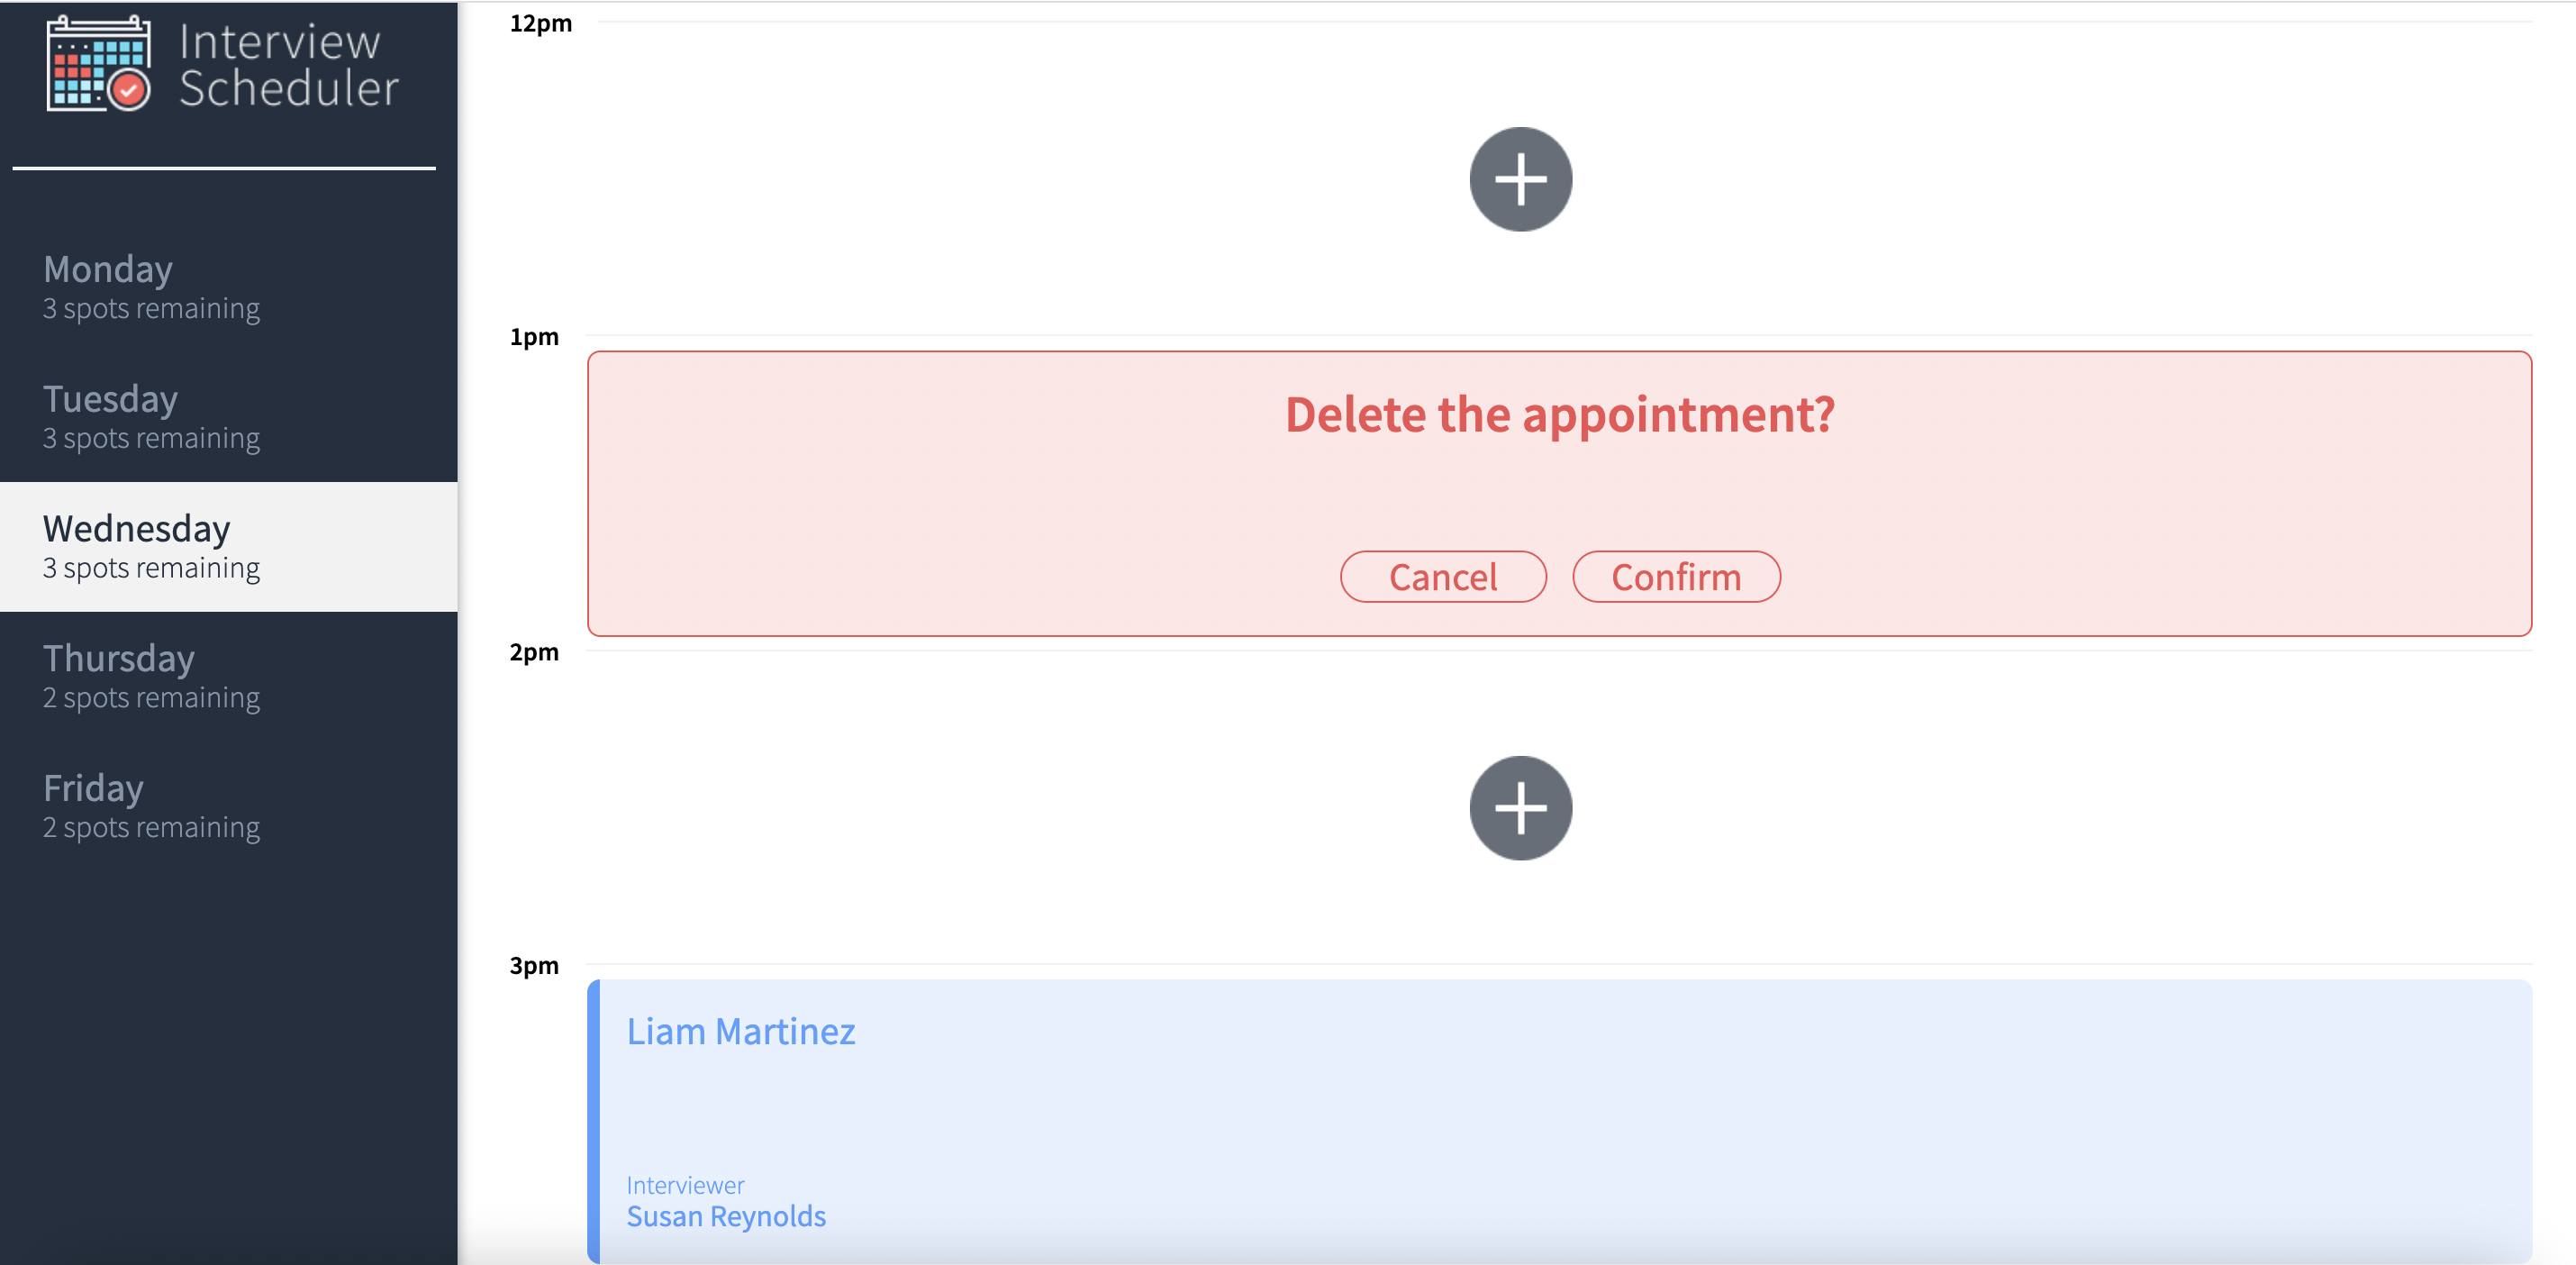 Interview
Scheduler
Monday
3 spots remaining
Tuesday
3 spots remaining
Wednesday
3 spots remaining
Thursday
2 spots remaining
Friday
2 spots remaining
12pm
1pm
Delete the appointment?
Cancel Confirm
2pm
3pm
Liam Martinez
Interviewer
Susan Reynolds